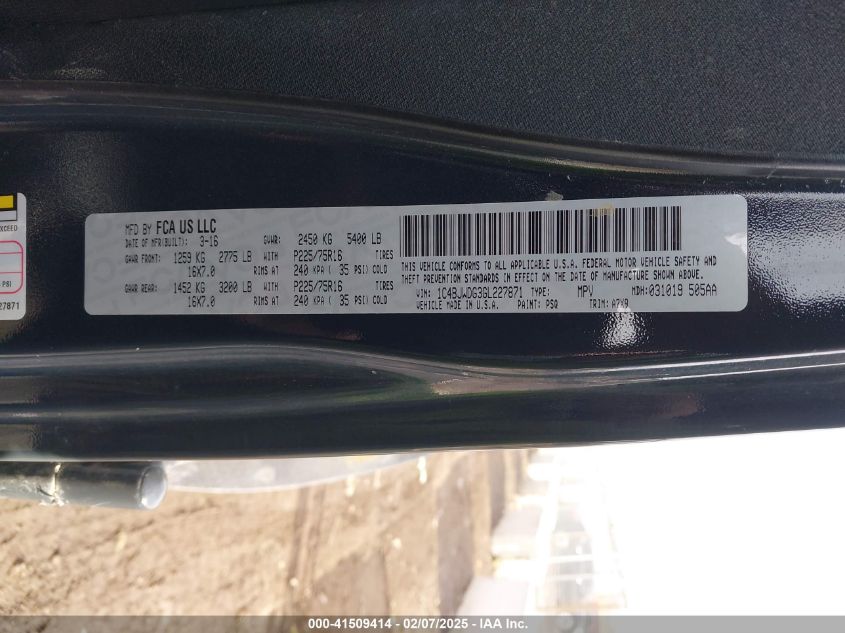 EXCEED
PSI
27871
MFD BY FCA US LLC
DATE OF MFR(BUILT): 3-16 GVWR: 2450 KG 5400 LB
GAWR FRONT: 1259 KG 2775 LB WITH P225/75R16 TIRES
16X7.0 RIMS AT 240 KPA ( 35 PSI) COLD
GAWR REAR: 1452 KG 3200 LB WITH P225/75R16 TIRES
16X7.0 RIMS AT 240 KPA ( 35 PSI) COLD
THIS VEHICLE CONFORMS TO ALL APPLICABLE U.S.A. FEDERAL MOTOR VEHICLE SAFETY AND
THEFT PREVENTION STANDARDS IN EFFECT ON THE DATE OF MANUFACTURE SHOWN ABOVE.
VIN: 1C4BJWDG3GL227871 TYPE: MPV MDH:031019 505AA
VEHICLE MADE IN U.S.A. PAINT: PSQ TRIM: A7X9
000-41509414 - 02/07/2025 - IAA Inc.